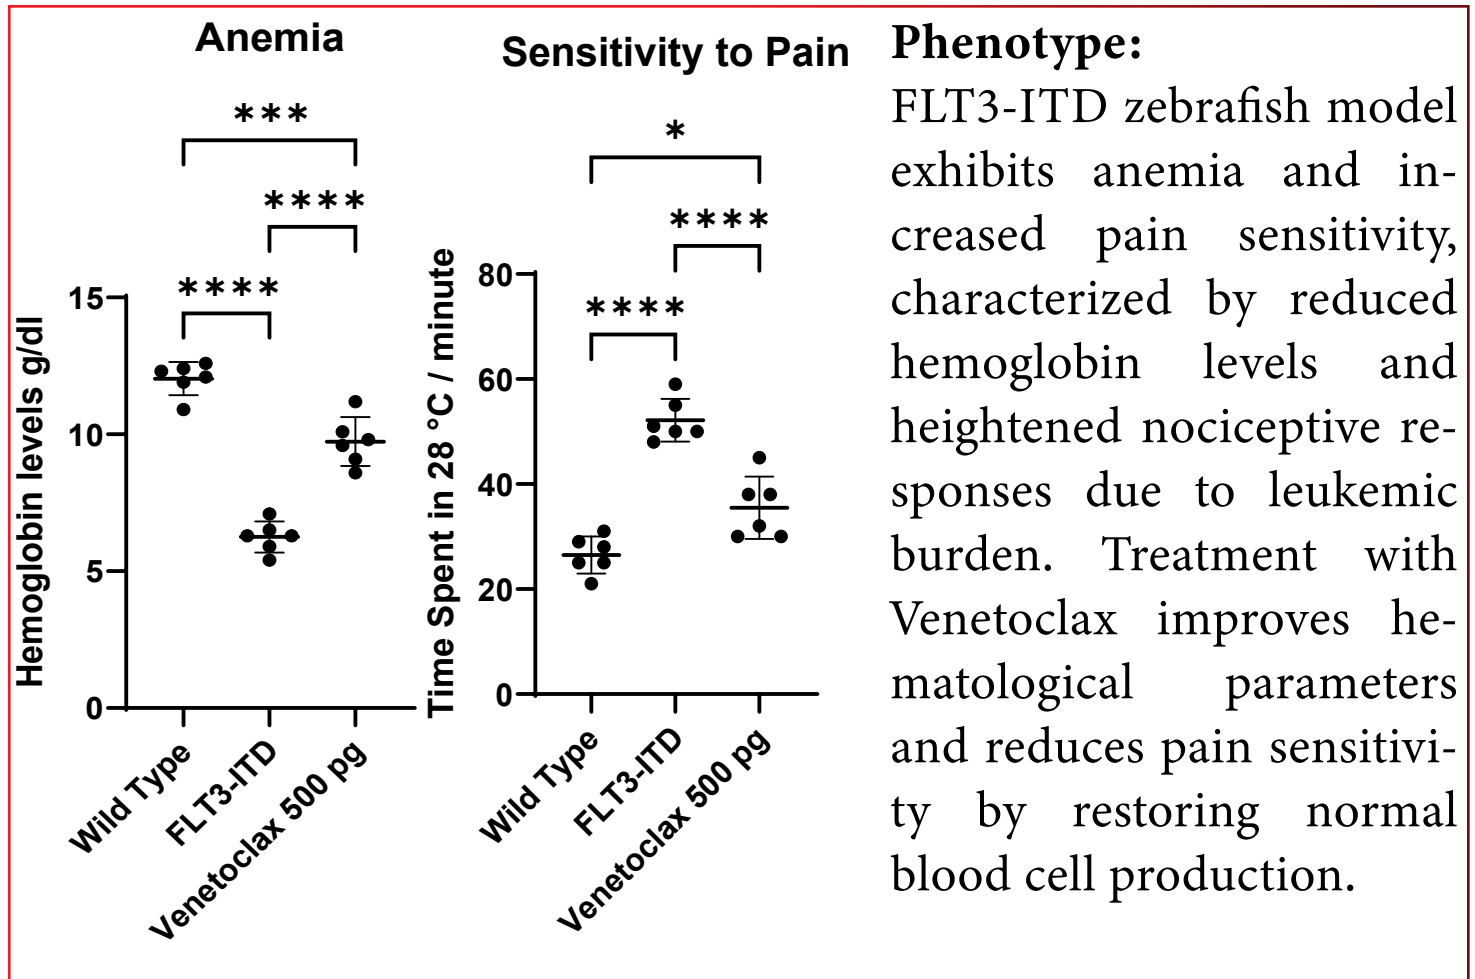 Anemia
***
****
****
Hemoglobin levels g/dl
15
10
5
0
Wild Type
FLT3-ITD
Venetoclax 500 pg
Sensitivity to Pain
*
****
****
Time Spent in 28 °C / minute
80
60
40
20
0
Wild Type
FLT3-ITD
Venetoclax 500 pg
Phenotype:
FLT3-ITD zebrafish model
exhibits anemia and in-
creased pain sensitivity,
characterized by reduced
hemoglobin levels and
heightened nociceptive re-
sponses due to leukemic
burden. Treatment with
Venetoclax improves he-
matological parameters
and reduces pain sensitivi-
ty by restoring normal
blood cell production.